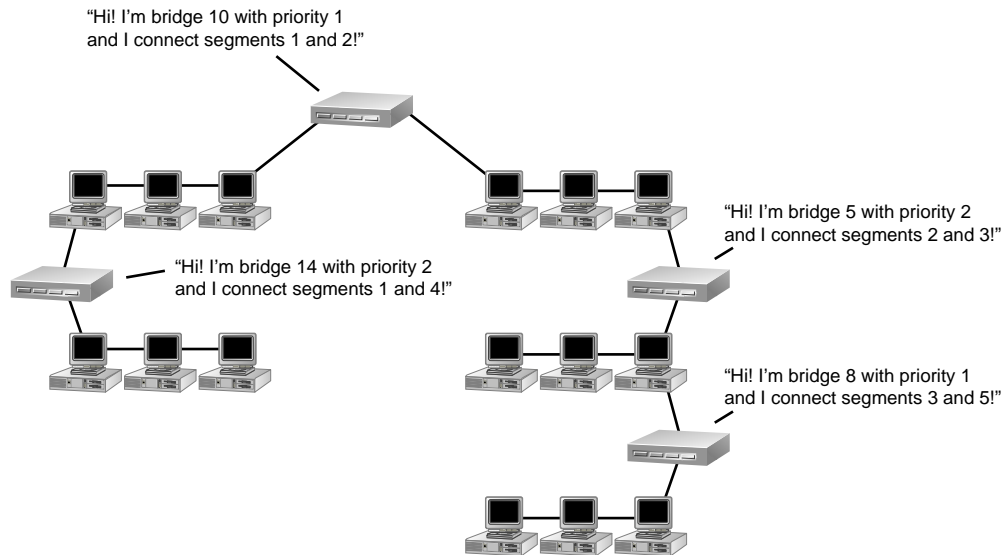 “Hi! I’m bridge 10 with priority 1
and I connect segments 1 and 2!”
“Hi! I’m bridge 5 with priority 2
and I connect segments 2 and 3!”
“Hi! I’m bridge 14 with priority 2
and I connect segments 1 and 4!”
“Hi! I’m bridge 8 with priority 1
and I connect segments 3 and 5!”